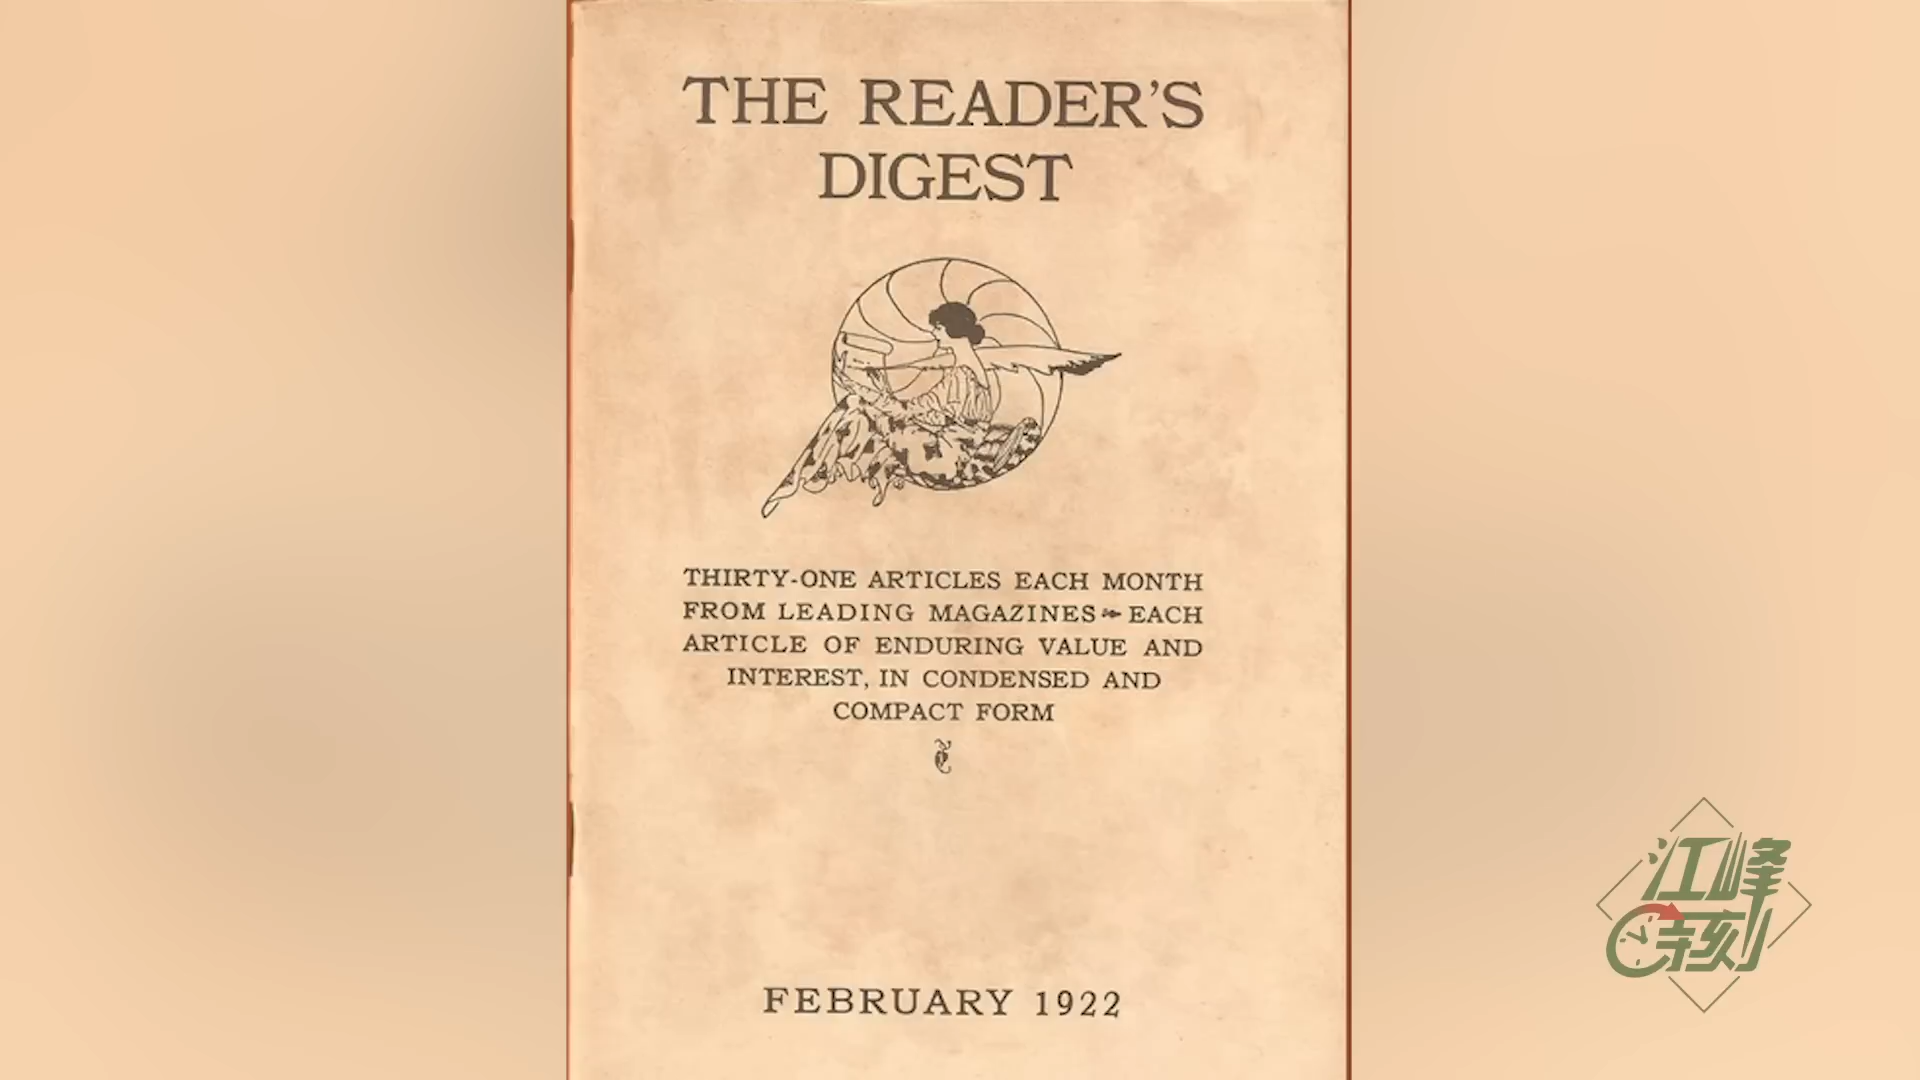 THE READER'S
DIGEST
THIRTY-ONE ARTICLES EACH MONTH
FROM LEADING MAGAZINES❧EACH
ARTICLE OF ENDURING VALUE AND
INTEREST, IN CONDENSED AND
COMPACT FORM
FEBRUARY 1922
江峰
时刻